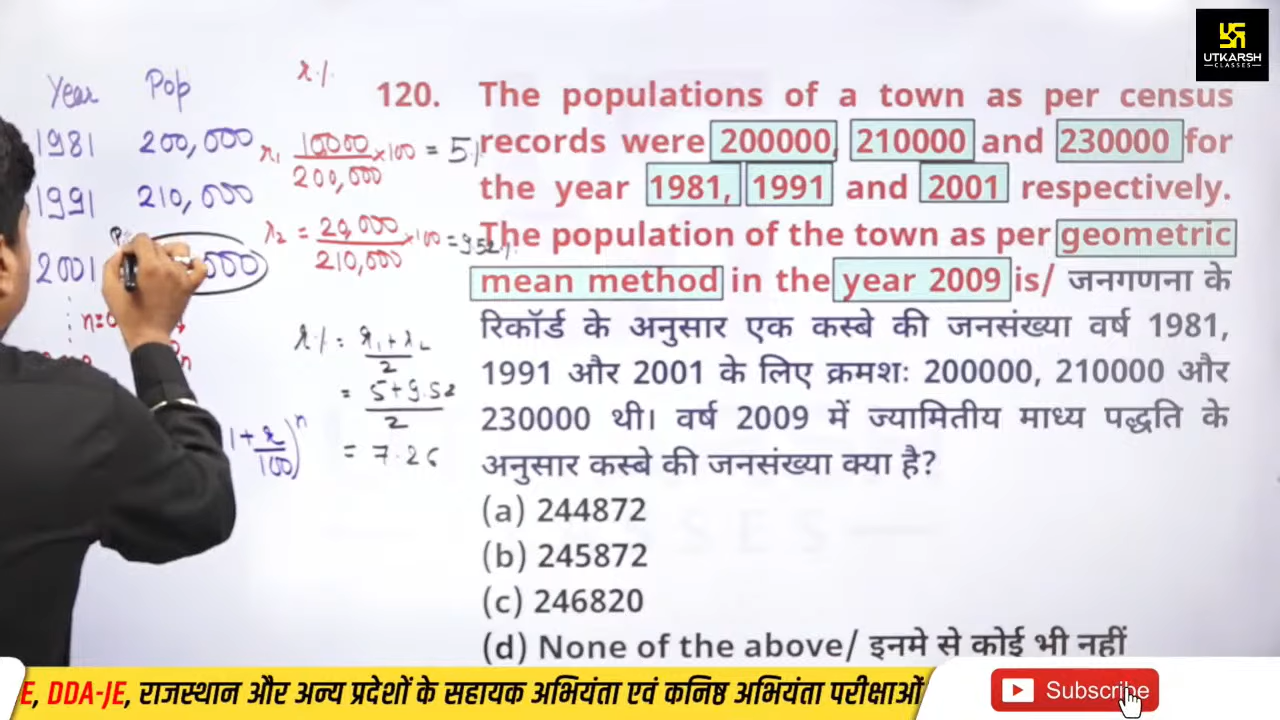 UTKARSH
CLASSES
Year Pop r%
1981 200,000
r1 10000/200,000 ×100 = 5%
1991 210,000
r2 = 20,000/210,000 ×100 = 9.52%
2001 000
n=
r% = r1+r2/2
= 5+9.52/2
= 7.26
1+r/100)^n
120. The populations of a town as per census
records were 200000, 210000 and 230000 for
the year 1981, 1991 and 2001 respectively.
The population of the town as per geometric
mean method in the year 2009 is/ जनगणना के
रिकॉर्ड के अनुसार एक कस्बे की जनसंख्या वर्ष 1981,
1991 और 2001 के लिए क्रमशः 200000, 210000 और
230000 थी। वर्ष 2009 में ज्यामितीय माध्य पद्धति के
अनुसार कस्बे की जनसंख्या क्या है?
(a) 244872
(b) 245872
(c) 246820
(d) None of the above/ इनमे से कोई भी नहीं
E, DDA-JE, राजस्थान और अन्य प्रदेशों के सहायक अभियंता एवं कनिष्ठ अभियंता परीक्षाओं
Subscribe